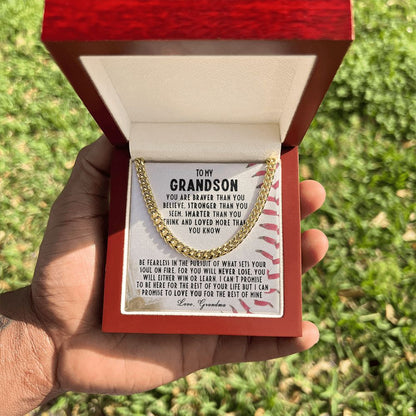 TO MY
GRANDSON
YOU ARE BRAVER THAN YOU
BELIEVE, STRONGER THAN YOU
SEEM, SMARTER THAN YOU
THINK AND LOVED MORE THAN
YOU KNOW
BE FEARLESS IN THE PURSUIT OF WHAT SETS YOUR
SOUL ON FIRE, FOR YOU WILL NEVER LOSE, YOU
WILL EITHER WIN OR LEARN. I CAN'T PROMISE
TO BE HERE FOR THE REST OF YOUR LIFE BUT I CAN
PROMISE TO LOVE YOU FOR THE REST OF MINE
Love, Grandma